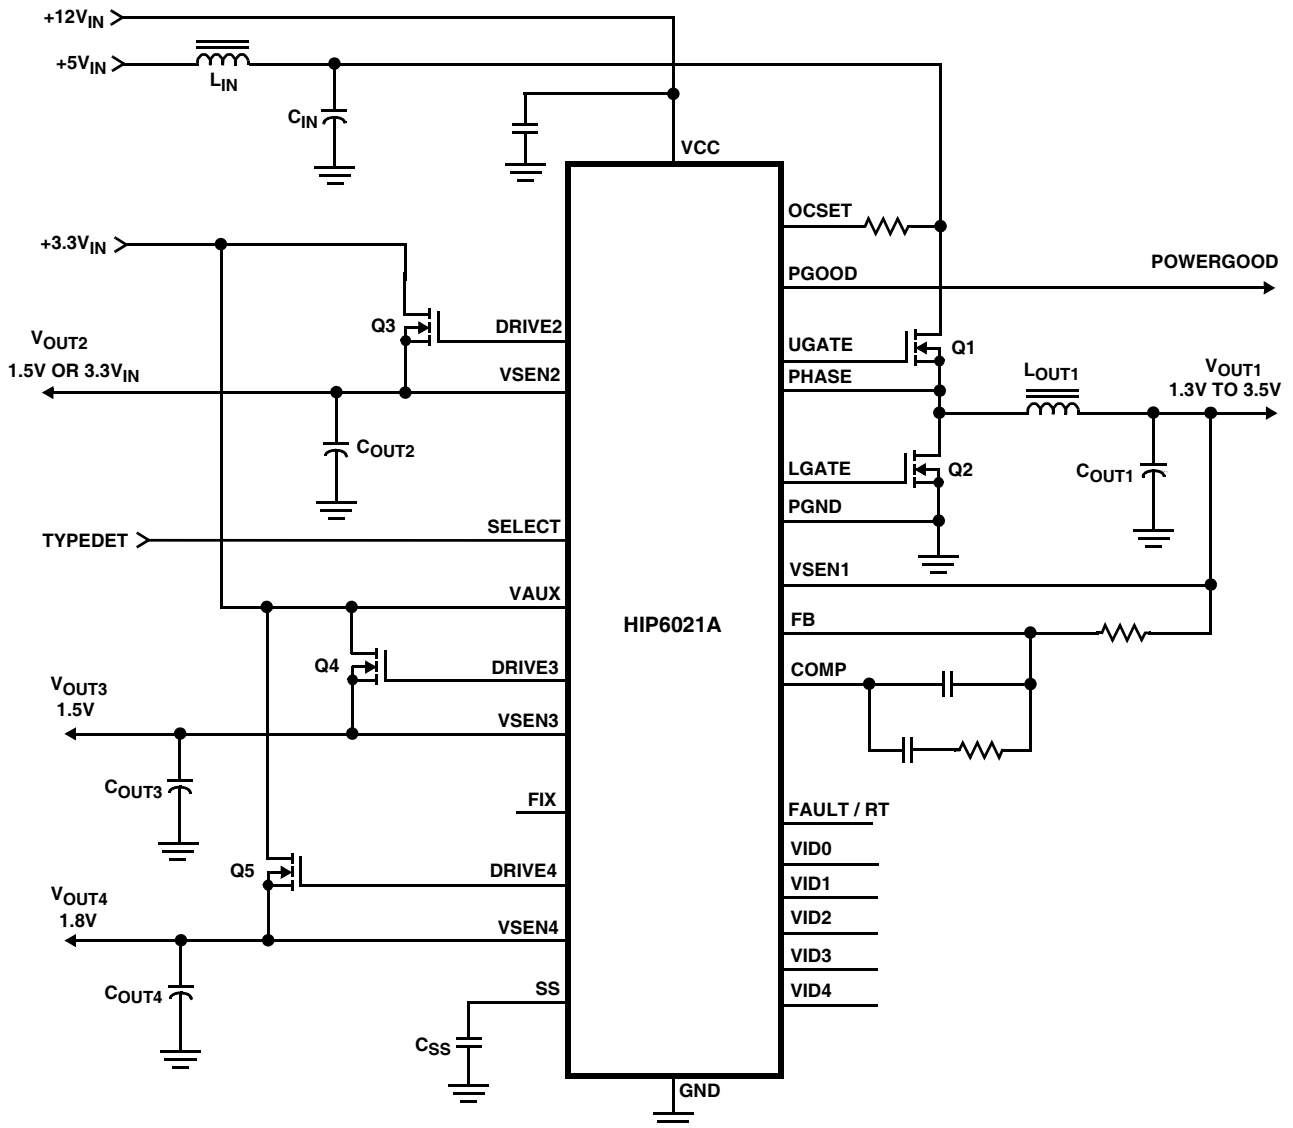 +12VIN
+5VIN
LIN
CIN
VCC
OCSET
+3.3VIN
PGOOD
POWERGOOD
Q3
DRIVE2
VOUT2
1.5V OR 3.3VIN
VSEN2
COUT2
UGATE
Q1
PHASE
LOUT1
VOUT1
1.3V TO 3.5V
LGATE
Q2
COUT1
PGND
TYPEDET
SELECT
VSEN1
VAUX
HIP6021A
FB
Q4
DRIVE3
COMP
VOUT3
1.5V
VSEN3
COUT3
FIX
FAULT / RT
VID0
Q5
DRIVE4
VID1
VOUT4
1.8V
VSEN4
VID2
VID3
COUT4
SS
VID4
CSS
GND